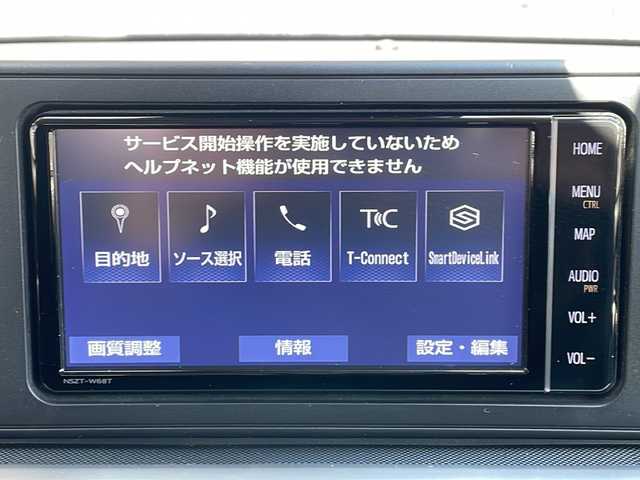 サービス開始操作を実施していないため
ヘルプネット機能が使用できません
目的地
ソース選択
電話
T-Connect
SmartDeviceLink
画質調整
情報
設定・編集
NSZT-W68T
HOME
MENU
CTRL
MAP
AUDIO
PWR
VOL+
VOL-